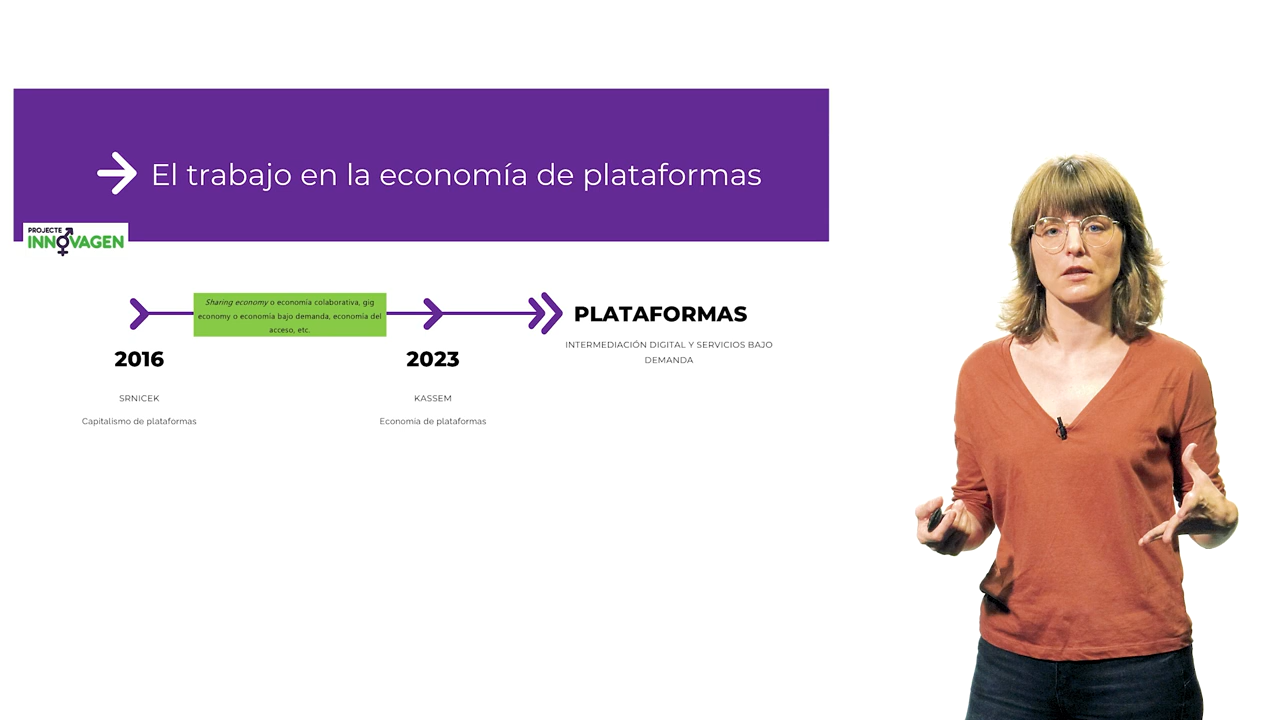 El trabajo en la economía de plataformas
PROJECTE
INNOVAGEN
Sharing economy o economía colaborativa, gig
economy o economía bajo demanda, economía del
acceso, etc.
PLATAFORMAS
INTERMEDIACIÓN DIGITAL Y SERVICIOS BAJO
DEMANDA
2016
SRNICEK
Capitalismo de plataformas
2023
KASSEM
Economía de plataformas